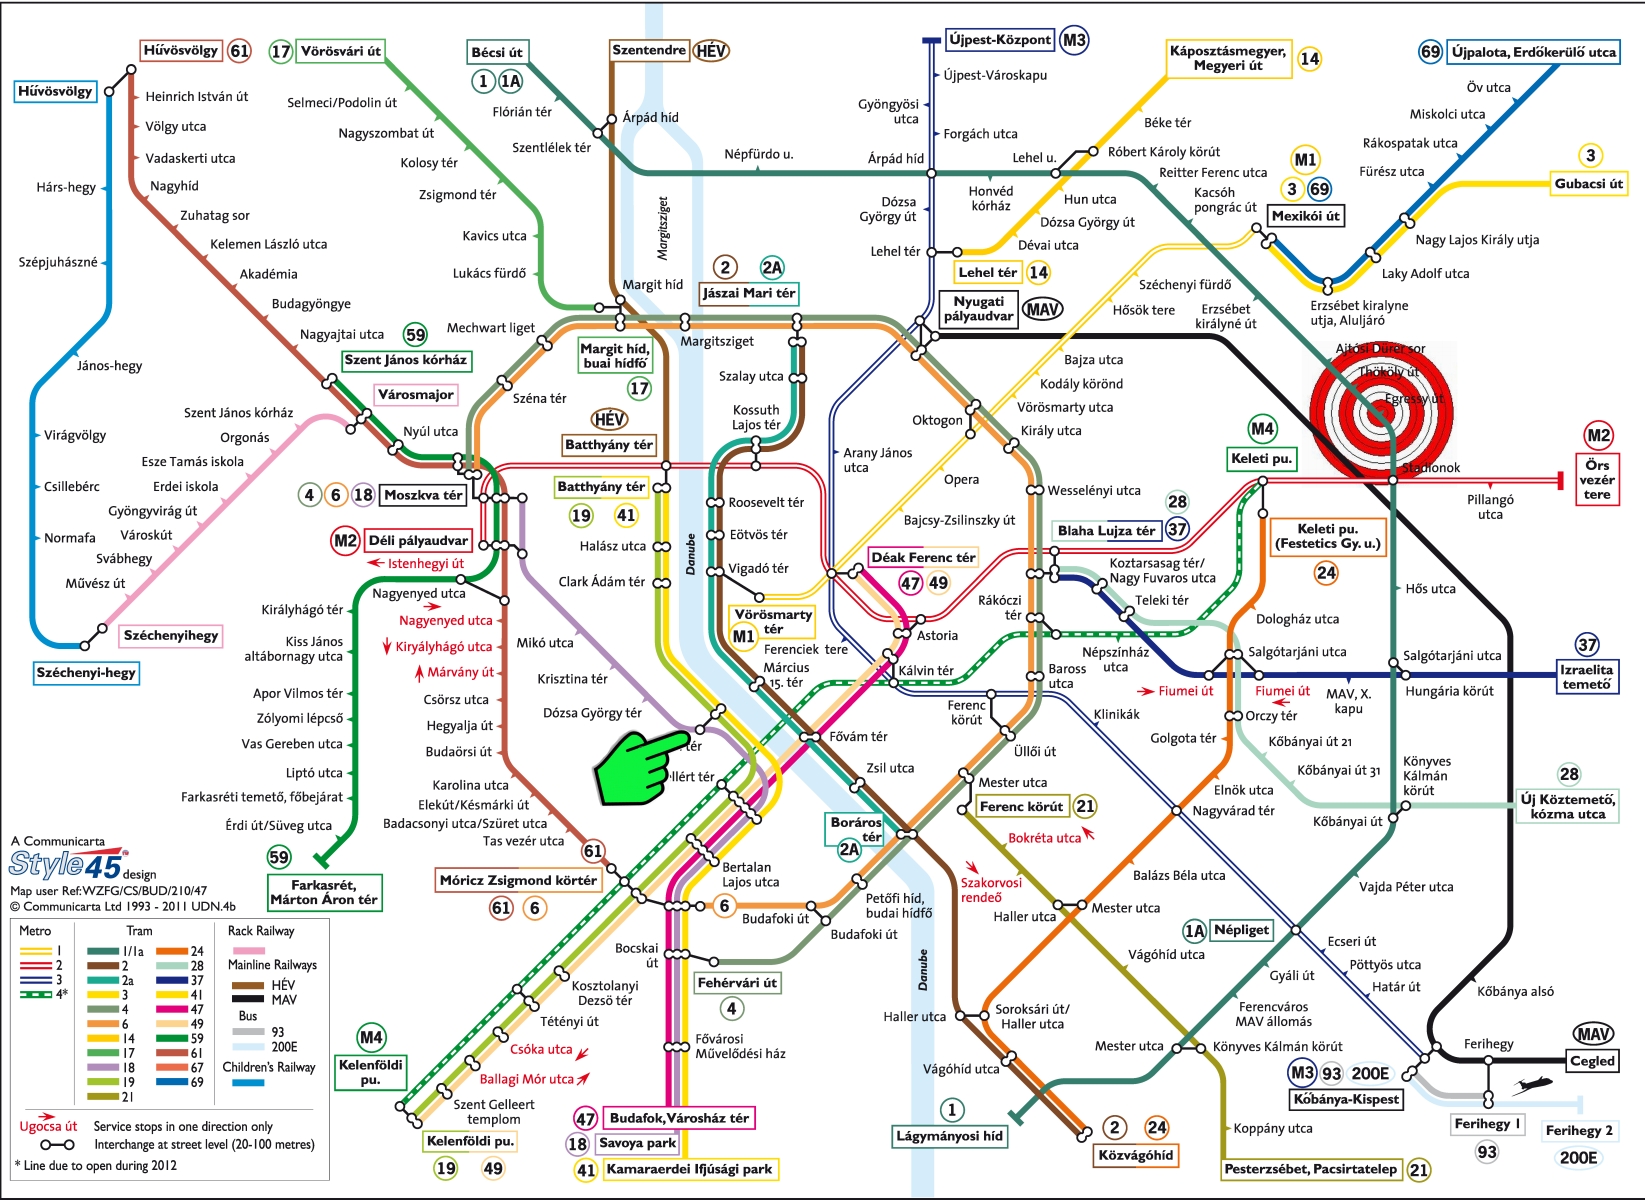 Hűvösvölgy 61
17 Vörösvári út
Bécsi út
1 1A
Szentendre HÉV
Újpest-Központ M3
Káposztásmegyer,
Megyeri út
14
69 Újpalota, Erdőkerülő utca
Hűvösvölgy
Heinrich István út
Völgy utca
Vadaskerti utca
Nagyhíd
Zuhatag sor
Kelemen László utca
Akadémia
Budagyöngye
Nagyajtai utca
Hárs-hegy
Szépjuhászné
János-hegy
Virágvölgy
Csillebérc
Normafa
Széchenyi-hegy
Selmeci/Podolin út
Nagyszombat út
Kolosy tér
Zsigmond tér
Kavics utca
Lukács fürdő
Flórián tér
Szentlélek tér
Árpád híd
Népfürdo u.
Margitsziget
Margit híd
Újpest-Városkapu
Gyöngyösi
utca
Forgách utca
Árpád híd
Dózsa
György út
Lehel tér
Lehel u.
Honvéd
kórház
Béke tér
Róbert Károly körút
Reitter Ferenc utca
Hun utca
Dózsa György út
Dévai utca
Lehel tér 14
Kacsóh
pongrác út
M1
3 69
Mexikói út
Öv utca
Miskolci utca
Rákospatak utca
Fürész utca
3
Gubacsi út
Nagy Lajos Király utja
Laky Adolf utca
Erzsébet kiralyne
utja, Aluljáró
Széchenyi fürdő
Hősök tere
Erzsébet
királyné út
Bajza utca
Kodály körönd
Vörösmarty utca
Oktogon
Király utca
Opera
Bajcsy-Zsilinszky út
Wesselényi utca
Ajtósi Dürer sor
Thököly út
Egressy út
Stadionok
Pillangó
utca
M2
Örs
vezér
tere
M4
Keleti pu.
Keleti pu.
(Festetics Gy. u.)
24
2 2A
Jászai Mari tér
Nyugati
pályaudvar
MAV
Mechwart liget
Margit híd,
buai hídfő
17
Margitsziget
Szalay utca
Kossuth
Lajos tér
Roosevelt tér
Eötvös tér
Vigadó tér
Vörösmarty
tér
M1
59
Szent János kórház
Városmajor
Szent János kórház
Orgonás
Esze Tamás iskola
Erdei iskola
Gyöngyvirág út
Városkút
Svábhegy
Művész út
Széchenyihegy
Nyúl utca
Széna tér
4 6 18 Moszkva tér
M2 Déli pályaudvar
Istenhegyi út
Nagyenyed utca
Nagyenyed utca
Kiryályhágó utca
Márvány út
Csörsz utca
Hegyalja út
Budaörsi út
Karolina utca
Elekút/Késmárki út
Badacsonyi utca/Szüret utca
Tas vezér utca
61
Királyhágó tér
Kiss János
altábornagy utca
Apor Vilmos tér
Zólyomi lépcső
Vas Gereben utca
Liptó utca
Farkasréti temető, főbejárat
Érdi út/Süveg utca
59
Farkasrét,
Márton Áron tér
HÉV
Batthyány tér
Batthyány tér
19 41
Halász utca
Clark Ádám tér
Danube
Mikó utca
Krisztina tér
Dózsa György tér
tér
llért tér
Arany János
utca
Déak Ferenc tér
47 49
Astoria
Ferenciek tere
Március
15. tér
Kálvin tér
Fővám tér
Zsil utca
Boráros
tér
2A
28
Blaha Lujza tér 37
Koztarsasag tér/
Nagy Fuvaros utca
Teleki tér
Rákóczi
tér
Népszínház
utca
Baross
utca
Ferenc
körút
Üllői út
Klinikák
Mester utca
Ferenc körút 21
Bokréta utca
Szakorvosi
rendeő
Haller utca
Mester utca
Balázs Béla utca
Nagyvárad tér
Elnök utca
Golgota tér
Orczy tér
Dologház utca
Salgótarjáni utca
Fiumei út
Fiumei út
MAV, X.
kapu
Hős utca
Salgótarjáni utca
Hungária körút
37
Izraelita
temető
Kőbányai út 21
Kőbányai út 31
Könyves
Kálmán
körút
Kőbányai út
28
Új Köztemető,
kózma utca
Vajda Péter utca
1A Népliget
Vágóhíd utca
Ecseri út
Pöttyös utca
Határ út
Gyáli út
Ferencváros
MAV állomás
Kőbánya alsó
Mester utca
Könyves Kálmán körút
Koppány utca
Pesterzsébet, Pacsirtatelep 21
Móricz Zsigmond körtér
61 6
Bertalan
Lajos utca
6
Budafoki út
Petőfi híd,
budai hídfő
Budafoki út
Bocskai
út
Fehérvári út
4
Fővárosi
Művelődési ház
Kosztolanyi
Dezsö tér
Tétényi út
Csóka utca
Ballagi Mór utca
Szent Gelleert
templom
M4
Kelenföldi
pu.
Kelenföldi pu.
19 49
47 Budafok, Városház tér
18 Savoya park
41 Kamaraerdei Ifjúsági park
Danube
Haller utca
Soroksári út/
Haller utca
Vágóhíd utca
1
Lágymányosi híd
2 24
Közvágóhíd
M3 93 200E
Kőbánya-Kispest
Ferihegy
MAV
Cegled
Ferihegy 1
93
Ferihegy 2
200E
A Communicarta
Style45
design
Map user Ref:WZFG/CS/BUD/210/47
© Communicarta Ltd 1993 - 2011 UDN.4b
Metro
1
2
3
4*
Tram
1/1a
2
2a
3
4
6
14
17
18
19
21
24
28
37
41
47
49
59
61
67
69
Rack Railway
Mainline Railways
HÉV
MAV
Bus
93
200E
Children's Railway
Ugocsa út Service stops in one direction only
Interchange at street level (20-100 metres)
* Line due to open during 2012